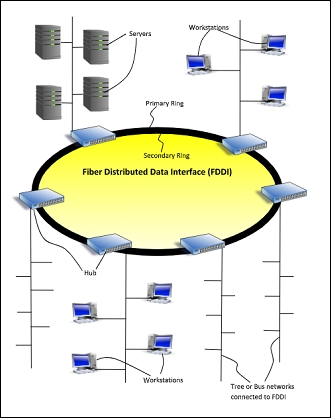 Servers
Workstations
Primary Ring
Secondary Ring
Fiber Distributed Data Interface (FDDI)
Hub
Workstations
Tree or Bus networks
connected to FDDI